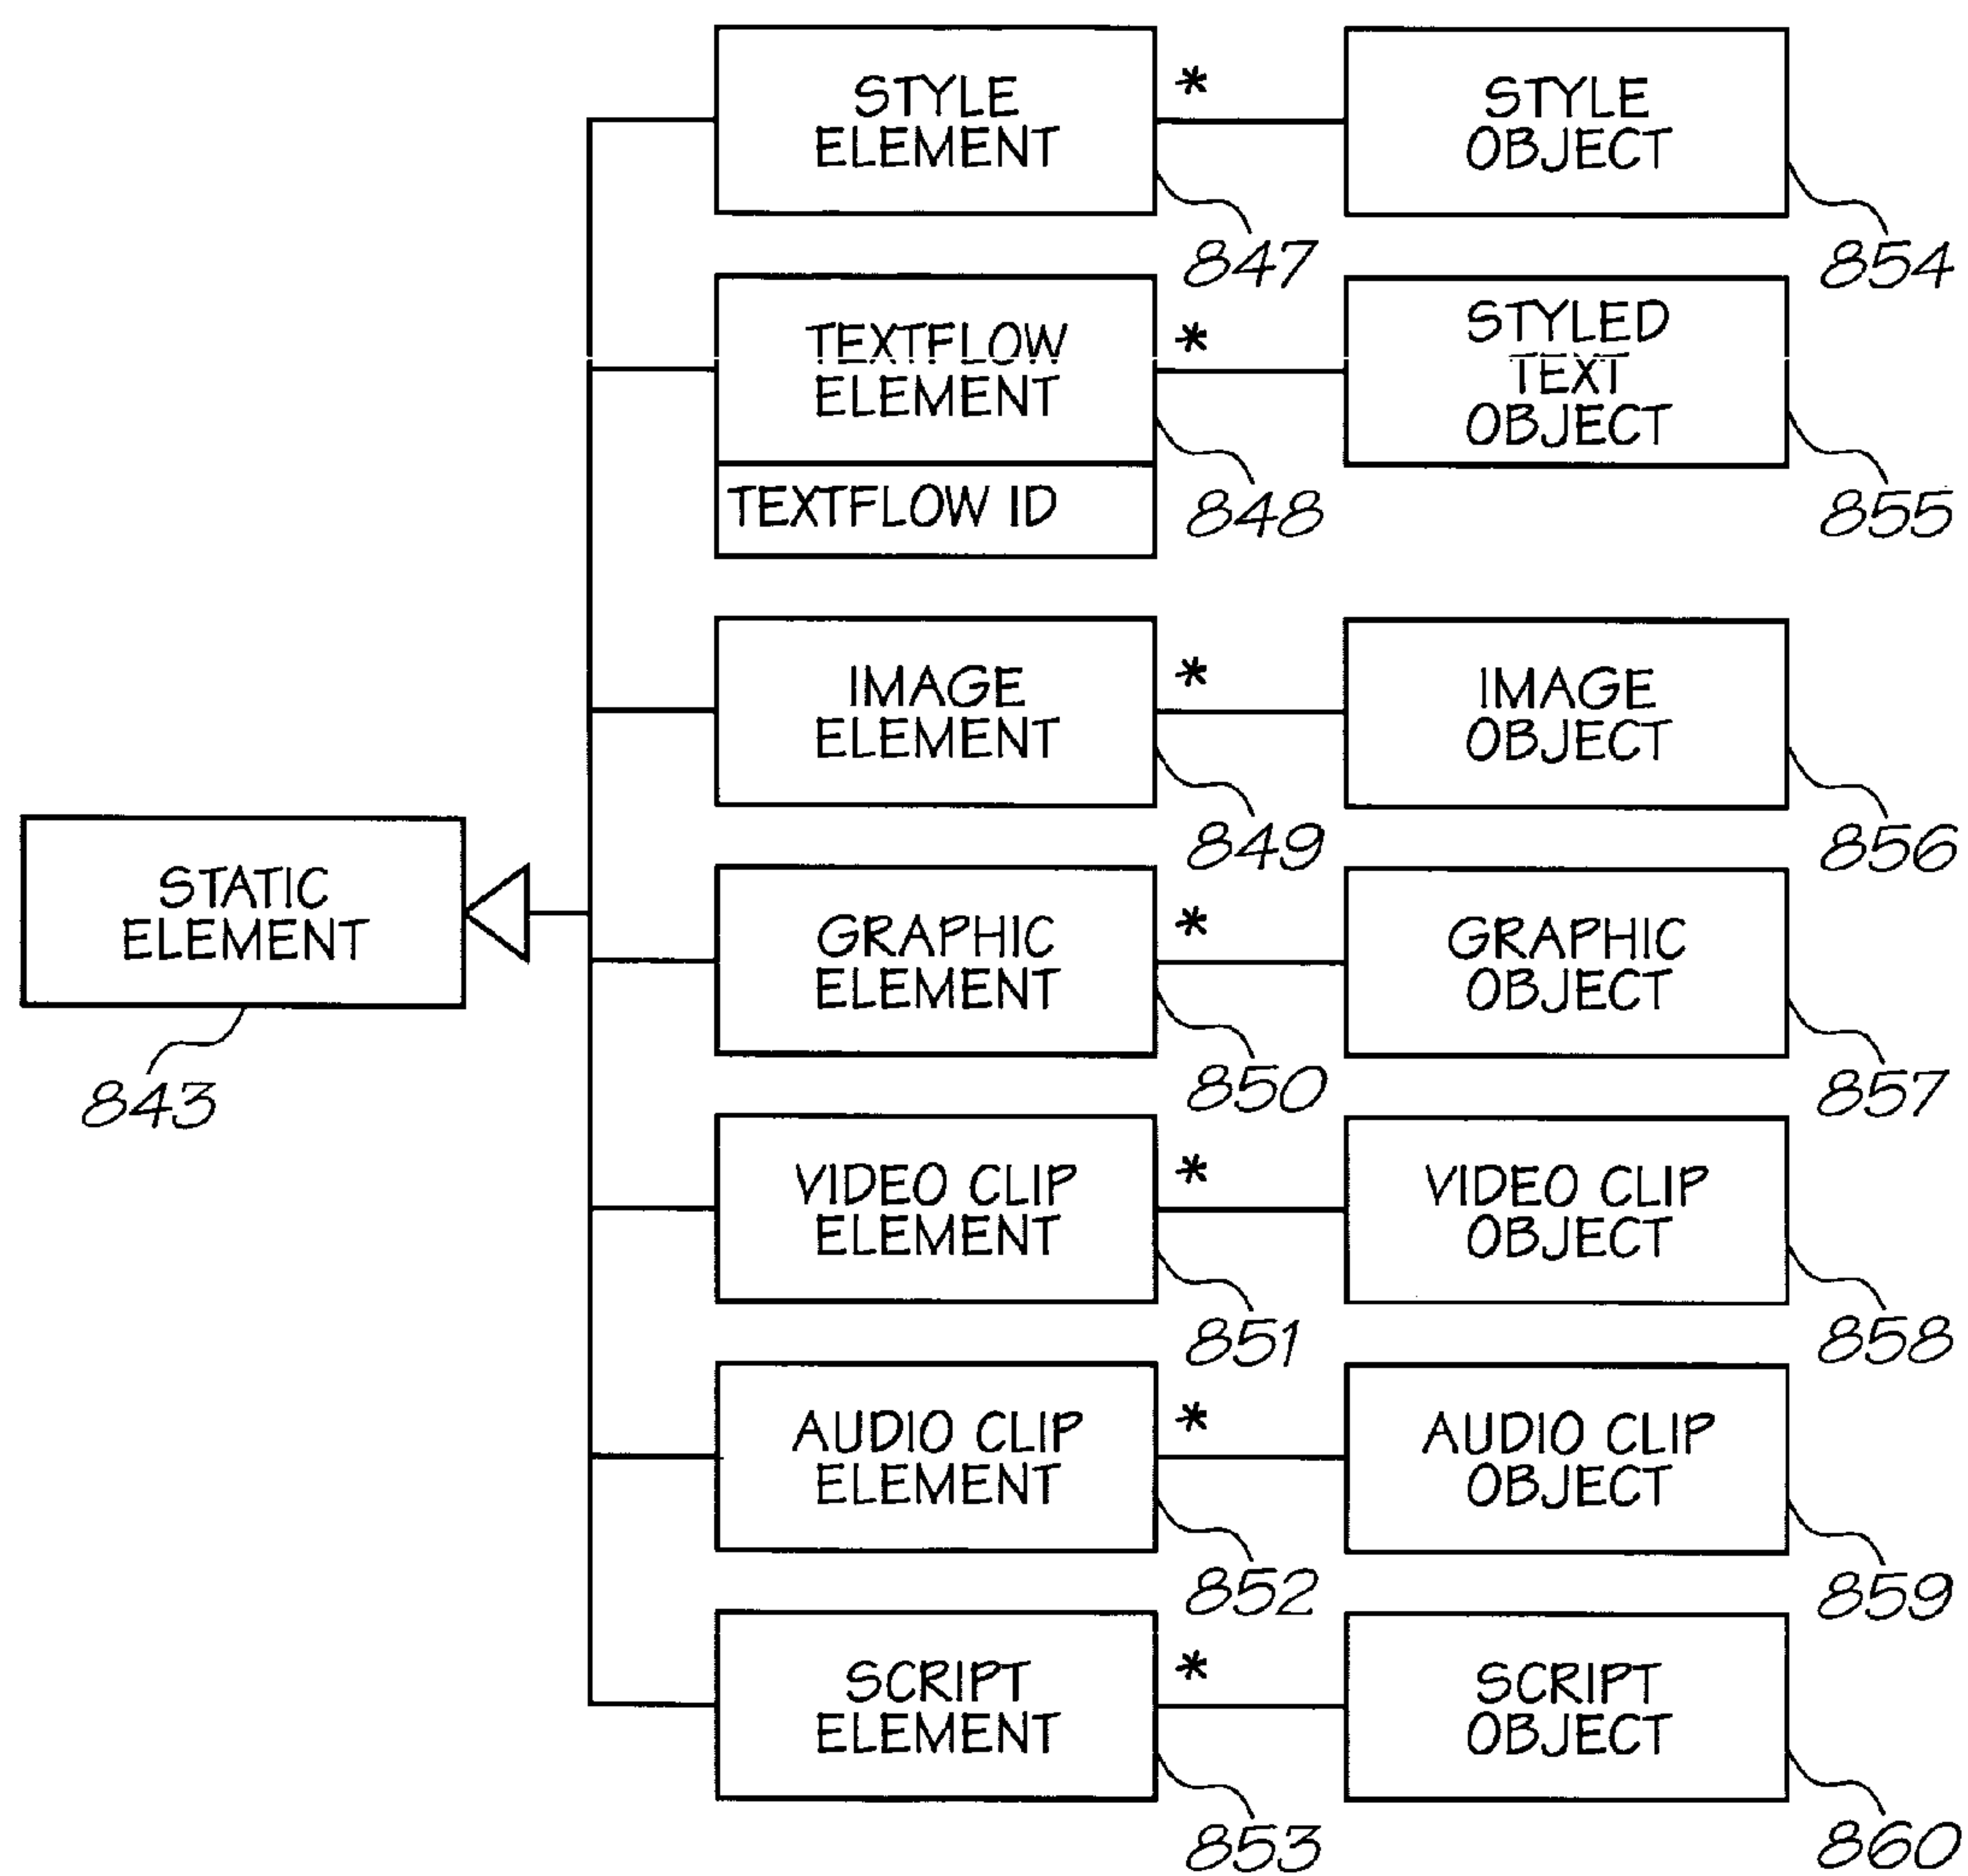 STYLE
ELEMENT
*
STYLE
OBJECT
847
854
TEXTFLOW
ELEMENT
TEXTFLOW ID
*
STYLED
TEXT
OBJECT
848
855
IMAGE
ELEMENT
*
IMAGE
OBJECT
849
856
STATIC
ELEMENT
843
GRAPHIC
ELEMENT
*
GRAPHIC
OBJECT
850
857
VIDEO CLIP
ELEMENT
*
VIDEO CLIP
OBJECT
851
858
AUDIO CLIP
ELEMENT
*
AUDIO CLIP
OBJECT
852
859
SCRIPT
ELEMENT
*
SCRIPT
OBJECT
853
860